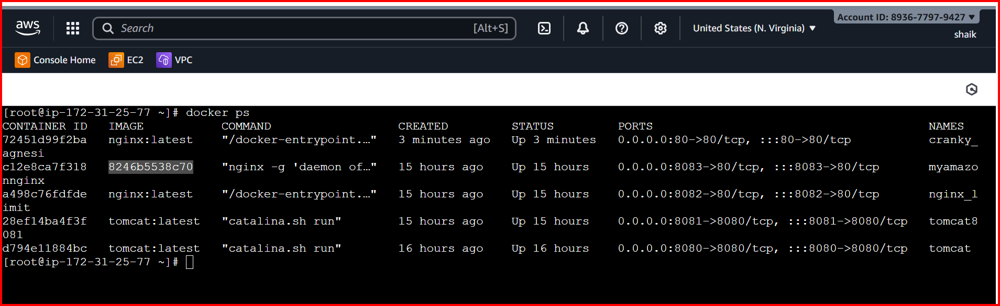 aws
Search [Alt+S]
United States (N. Virginia) ▼
Account ID: 8936-7797-9427 ▼
shaik
Console Home EC2 VPC
[root@ip-172-31-25-77 ~]# docker ps
CONTAINER ID   IMAGE           COMMAND                  CREATED         STATUS         PORTS                                       NAMES
72451d99f2ba   nginx:latest    "/docker-entrypoint.…"   3 minutes ago   Up 3 minutes   0.0.0.0:80->80/tcp, :::80->80/tcp           cranky_
agnesi
c12e8ca7f318   8246b5538c70    "nginx -g 'daemon of…"   15 hours ago    Up 15 hours    0.0.0.0:8083->80/tcp, :::8083->80/tcp       myamazo
nnginx
a498c76fdfde   nginx:latest    "/docker-entrypoint.…"   15 hours ago    Up 15 hours    0.0.0.0:8082->80/tcp, :::8082->80/tcp       nginx_l
imit
28ef14ba4f3f   tomcat:latest   "catalina.sh run"        15 hours ago    Up 15 hours    0.0.0.0:8081->8080/tcp, :::8081->8080/tcp   tomcat8
081
d794e11884bc   tomcat:latest   "catalina.sh run"        16 hours ago    Up 16 hours    0.0.0.0:8080->8080/tcp, :::8080->8080/tcp   tomcat
[root@ip-172-31-25-77 ~]#